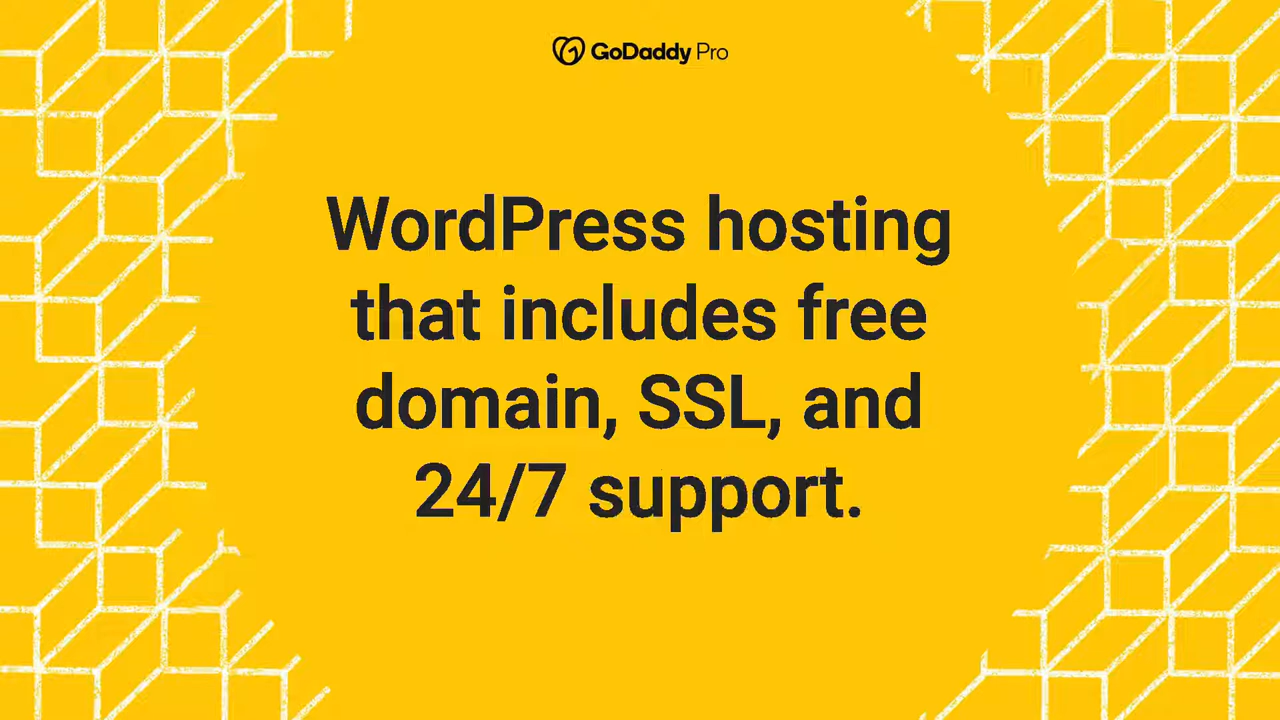 GoDaddy Pro
WordPress hosting
that includes free
domain, SSL, and
24/7 support.